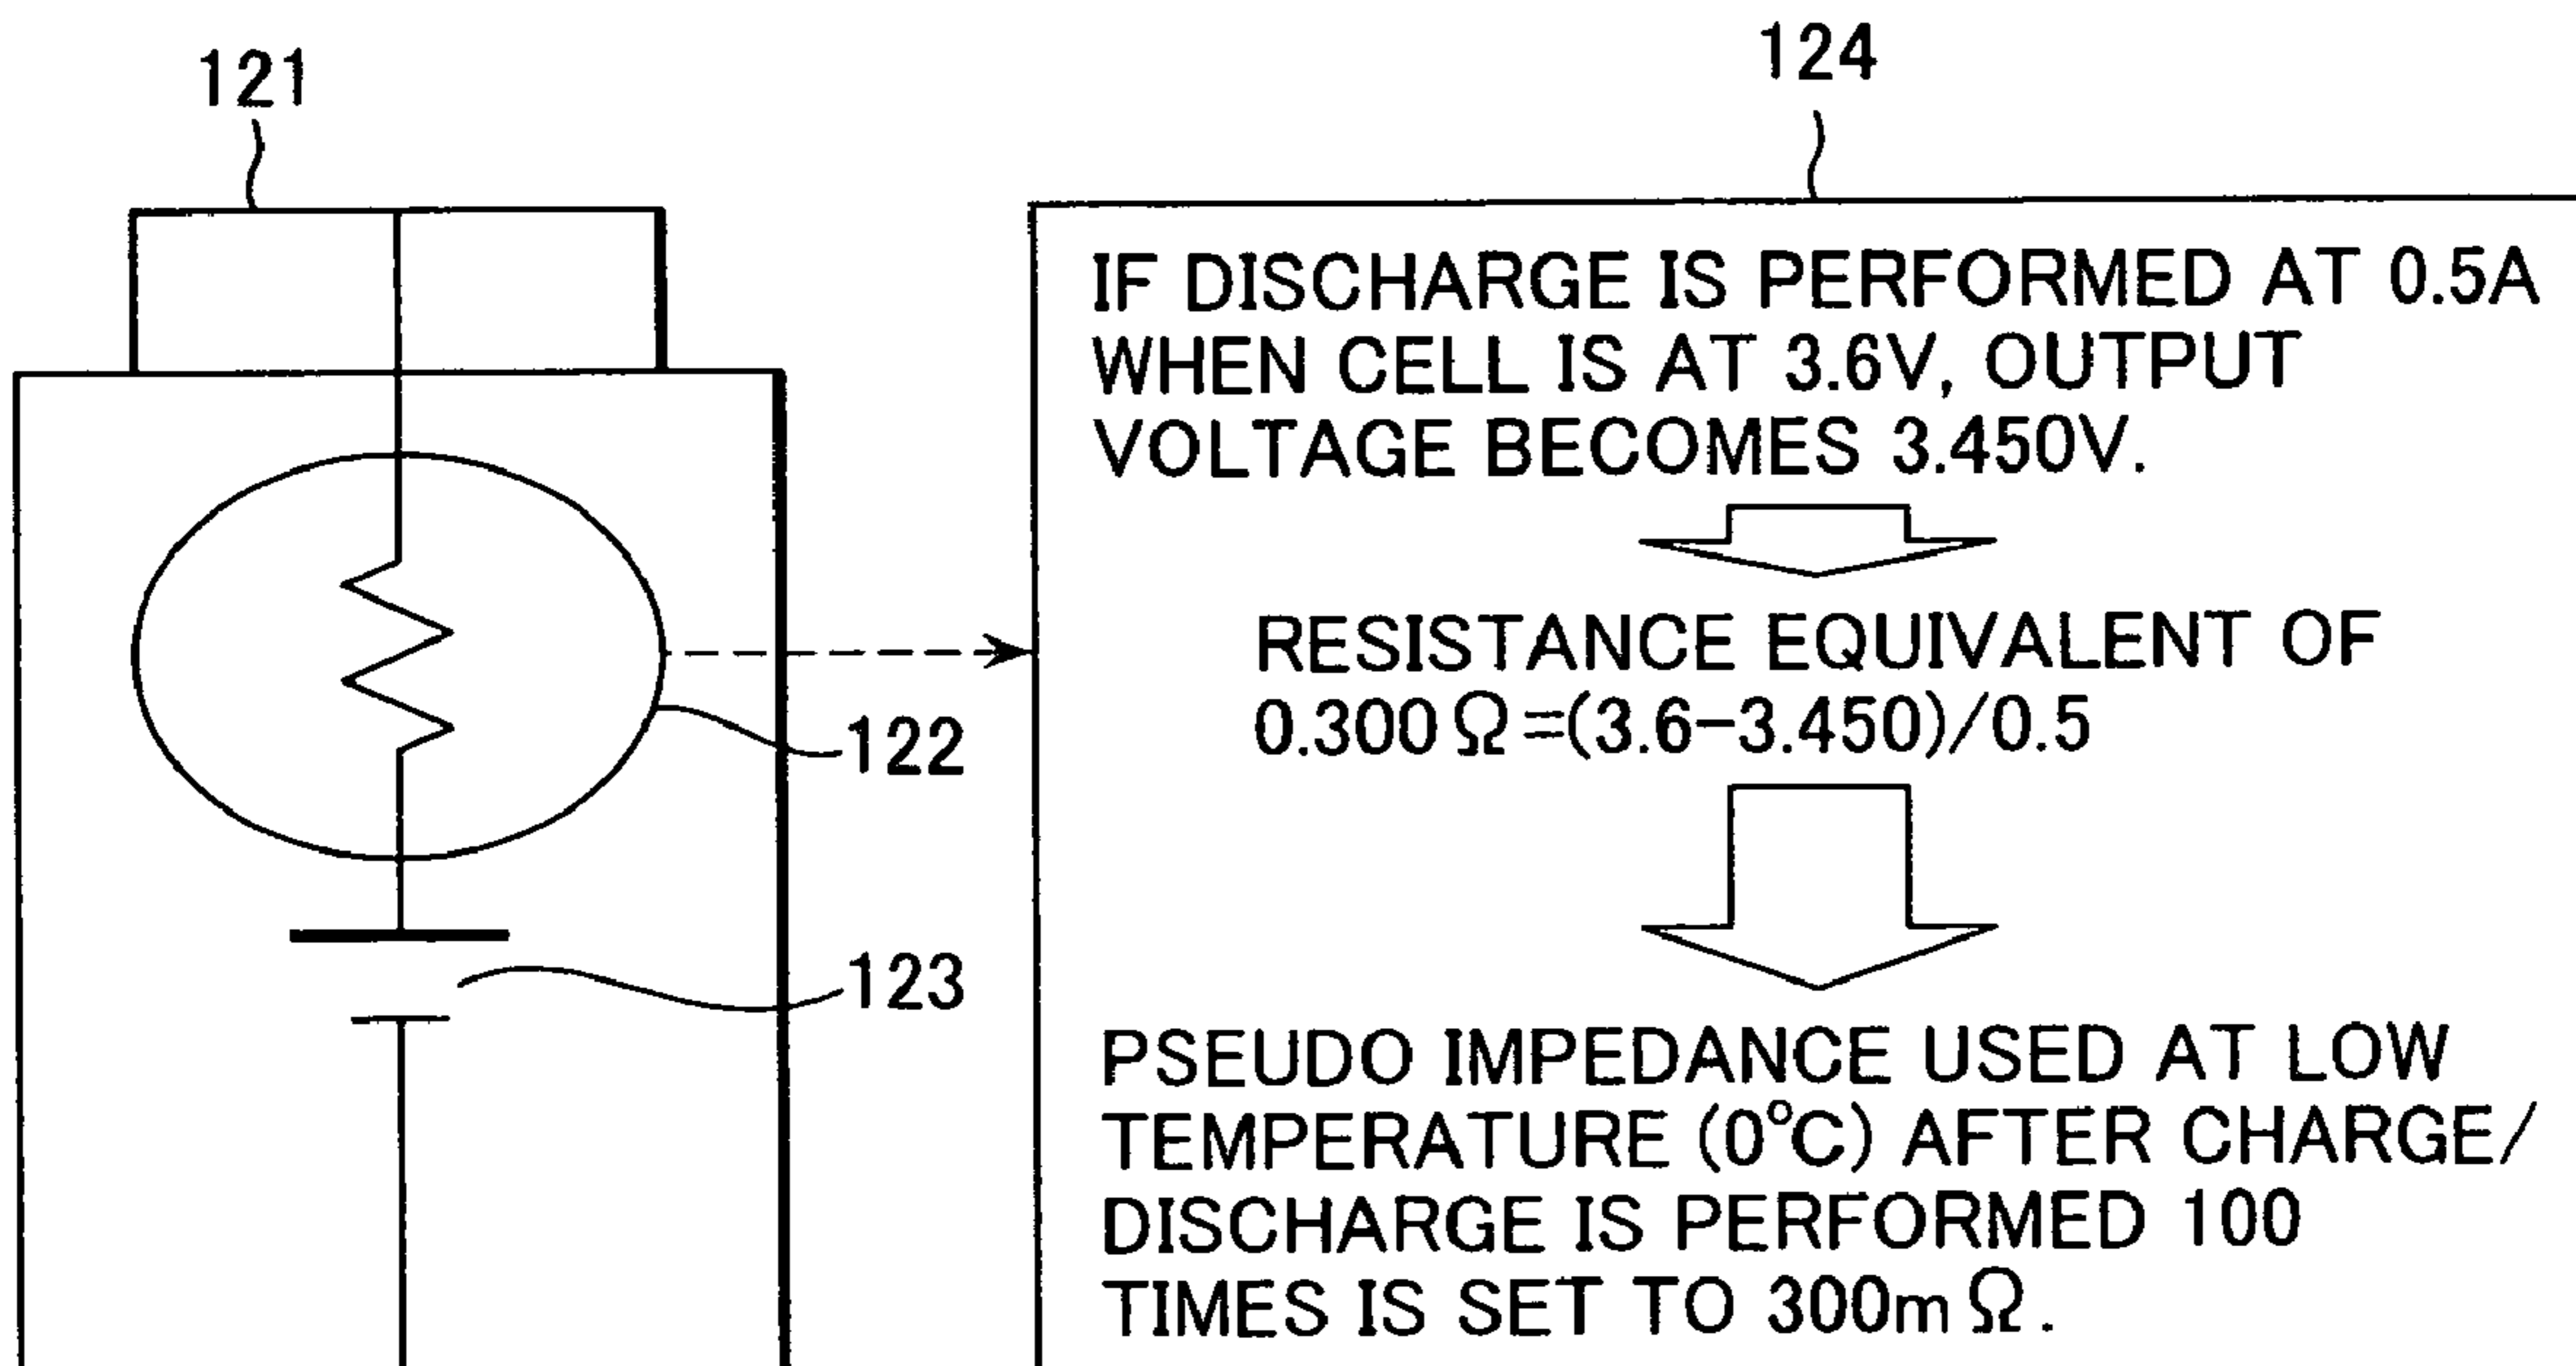 121
124
IF DISCHARGE IS PERFORMED AT 0.5A
WHEN CELL IS AT 3.6V, OUTPUT
VOLTAGE BECOMES 3.450V.
RESISTANCE EQUIVALENT OF
0.300Ω=(3.6-3.450)/0.5
122
123
PSEUDO IMPEDANCE USED AT LOW
TEMPERATURE (0°C) AFTER CHARGE/
DISCHARGE IS PERFORMED 100
TIMES IS SET TO 300mΩ.